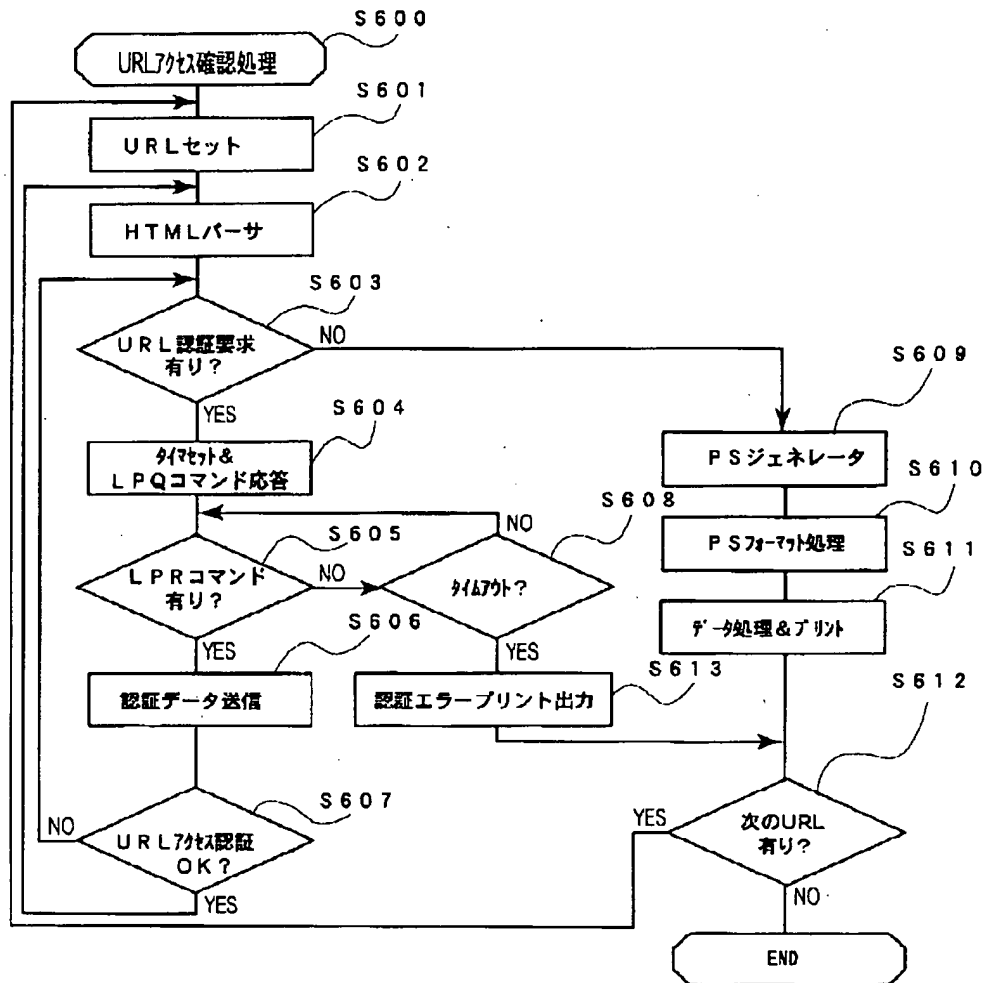 S600
URLアクセス確認処理
S601
URLセット
S602
HTMLパーサ
S603
URL認証要求
有り?
NO
YES
S604
タイマセット&
LPQコマンド応答
S605
LPRコマンド
有り?
NO
YES
S608
タイムアウト?
NO
YES
S606
認証データ送信
S613
認証エラープリント出力
S607
URLアクセス認証
OK?
NO
YES
S609
PSジェネレータ
S610
PSフォーマット処理
S611
データ処理&プリント
S612
次のURL
有り?
YES
NO
END